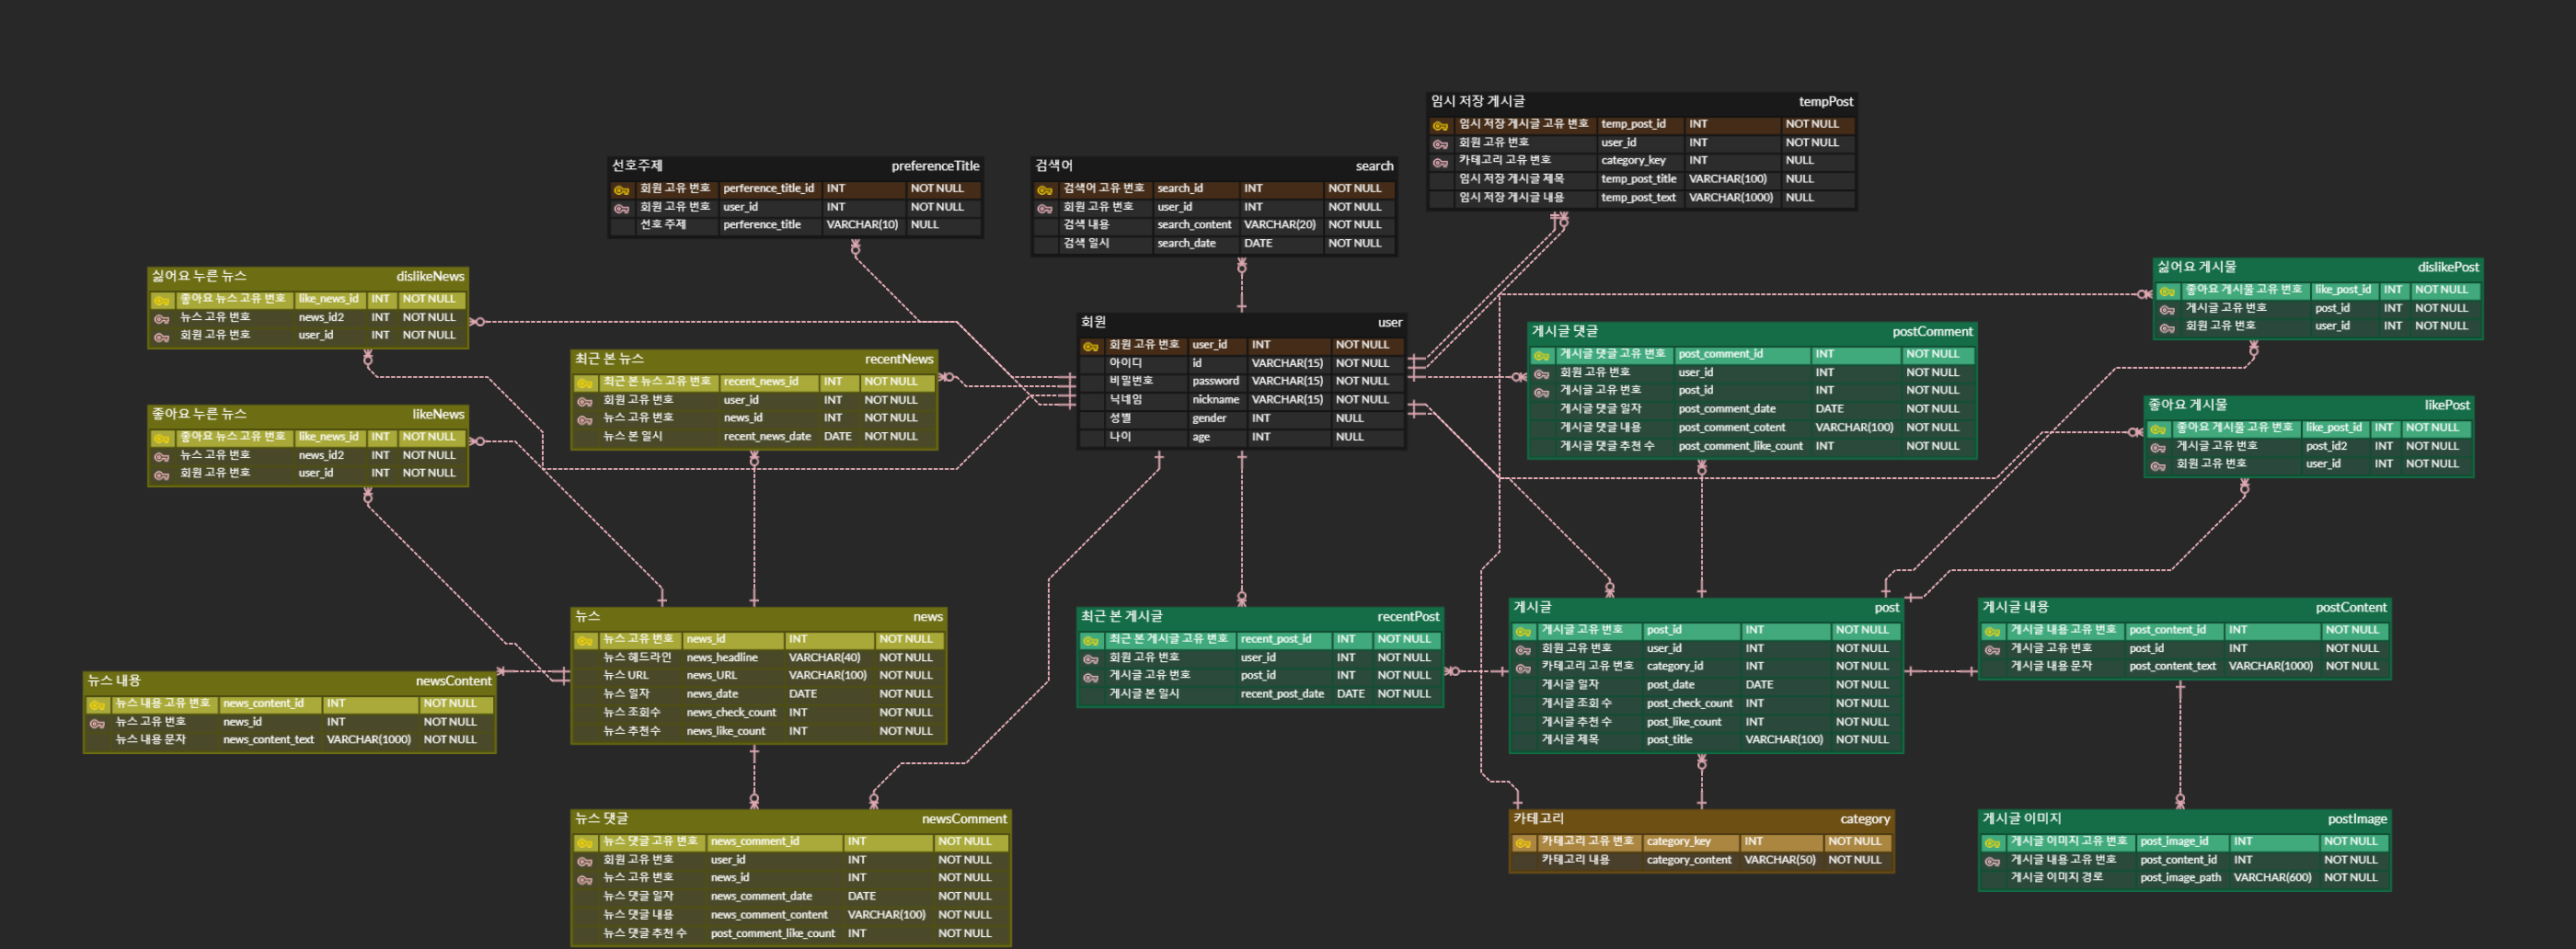 임시 저장 게시글 tempPost
임시 저장 게시글 고유 번호 temp_post_id INT NOT NULL
회원 고유 번호 user_id INT NOT NULL
카테고리 고유 번호 category_key INT NULL
임시 저장 게시글 제목 temp_post_title VARCHAR(100) NULL
임시 저장 게시글 내용 temp_post_text VARCHAR(1000) NULL
선호주제 preferenceTitle
회원 고유 번호 perference_title_id INT NOT NULL
회원 고유 번호 user_id INT NOT NULL
선호 주제 perference_title VARCHAR(10) NULL
검색어 search
검색어 고유 번호 search_id INT NOT NULL
회원 고유 번호 user_id INT NOT NULL
검색 내용 search_content VARCHAR(20) NOT NULL
검색 일시 search_date DATE NOT NULL
싫어요 누른 뉴스 dislikeNews
좋아요 뉴스 고유 번호 like_news_id INT NOT NULL
뉴스 고유 번호 news_id2 INT NOT NULL
회원 고유 번호 user_id INT NOT NULL
싫어요 게시물 dislikePost
좋아요 게시물 고유 번호 like_post_id INT NOT NULL
게시글 고유 번호 post_id INT NOT NULL
회원 고유 번호 user_id INT NOT NULL
회원 user
회원 고유 번호 user_id INT NOT NULL
아이디 id VARCHAR(15) NOT NULL
비밀번호 password VARCHAR(15) NOT NULL
닉네임 nickname VARCHAR(15) NOT NULL
성별 gender INT NULL
나이 age INT NULL
게시글 댓글 postComment
게시글 댓글 고유 번호 post_comment_id INT NOT NULL
회원 고유 번호 user_id INT NOT NULL
게시글 고유 번호 post_id INT NOT NULL
게시글 댓글 일자 post_comment_date DATE NOT NULL
게시글 댓글 내용 post_comment_cotent VARCHAR(100) NOT NULL
게시글 댓글 추천 수 post_comment_like_count INT NOT NULL
최근 본 뉴스 recentNews
최근 본 뉴스 고유 번호 recent_news_id INT NOT NULL
회원 고유 번호 user_id INT NOT NULL
뉴스 고유 번호 news_id INT NOT NULL
뉴스 본 일시 recent_news_date DATE NOT NULL
좋아요 누른 뉴스 likeNews
좋아요 뉴스 고유 번호 like_news_id INT NOT NULL
뉴스 고유 번호 news_id2 INT NOT NULL
회원 고유 번호 user_id INT NOT NULL
좋아요 게시물 likePost
좋아요 게시물 고유 번호 like_post_id INT NOT NULL
게시글 고유 번호 post_id2 INT NOT NULL
회원 고유 번호 user_id INT NOT NULL
뉴스 news
뉴스 고유 번호 news_id INT NOT NULL
뉴스 헤드라인 news_headline VARCHAR(40) NOT NULL
뉴스 URL news_URL VARCHAR(100) NOT NULL
뉴스 일자 news_date DATE NOT NULL
뉴스 조회수 news_check_count INT NOT NULL
뉴스 추천수 news_like_count INT NOT NULL
최근 본 게시글 recentPost
최근 본 게시글 고유 번호 recent_post_id INT NOT NULL
회원 고유 번호 user_id INT NOT NULL
게시글 고유 번호 post_id INT NOT NULL
게시글 본 일시 recent_post_date DATE NOT NULL
게시글 post
게시글 고유 번호 post_id INT NOT NULL
회원 고유 번호 user_id INT NOT NULL
카테고리 고유 번호 category_id INT NOT NULL
게시글 일자 post_date DATE NOT NULL
게시글 조회 수 post_check_count INT NOT NULL
게시글 추천 수 post_like_count INT NOT NULL
게시글 제목 post_title VARCHAR(100) NOT NULL
게시글 내용 postContent
게시글 내용 고유 번호 post_content_id INT NOT NULL
게시글 고유 번호 post_id INT NOT NULL
게시글 내용 문자 post_content_text VARCHAR(1000) NOT NULL
뉴스 내용 newsContent
뉴스 내용 고유 번호 news_content_id INT NOT NULL
뉴스 고유 번호 news_id INT NOT NULL
뉴스 내용 문자 news_content_text VARCHAR(1000) NOT NULL
뉴스 댓글 newsComment
뉴스 댓글 고유 번호 news_comment_id INT NOT NULL
회원 고유 번호 user_id INT NOT NULL
뉴스 고유 번호 news_id INT NOT NULL
뉴스 댓글 일자 news_comment_date DATE NOT NULL
뉴스 댓글 내용 news_comment_content VARCHAR(100) NOT NULL
뉴스 댓글 추천 수 post_comment_like_count INT NOT NULL
카테고리 category
카테고리 고유 번호 category_key INT NOT NULL
카테고리 내용 category_content VARCHAR(50) NOT NULL
게시글 이미지 postImage
게시글 이미지 고유 번호 post_image_id INT NOT NULL
게시글 내용 고유 번호 post_content_id INT NOT NULL
게시글 이미지 경로 post_image_path VARCHAR(600) NOT NULL